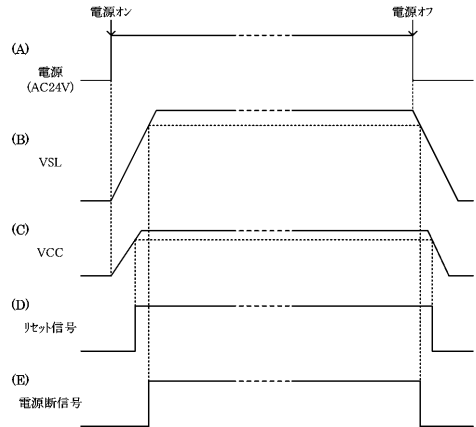 電源オン
電源オフ
(A)
電源
(AC24V)
(B)
VSL
(C)
VCC
(D)
リセット信号
(E)
電源断信号